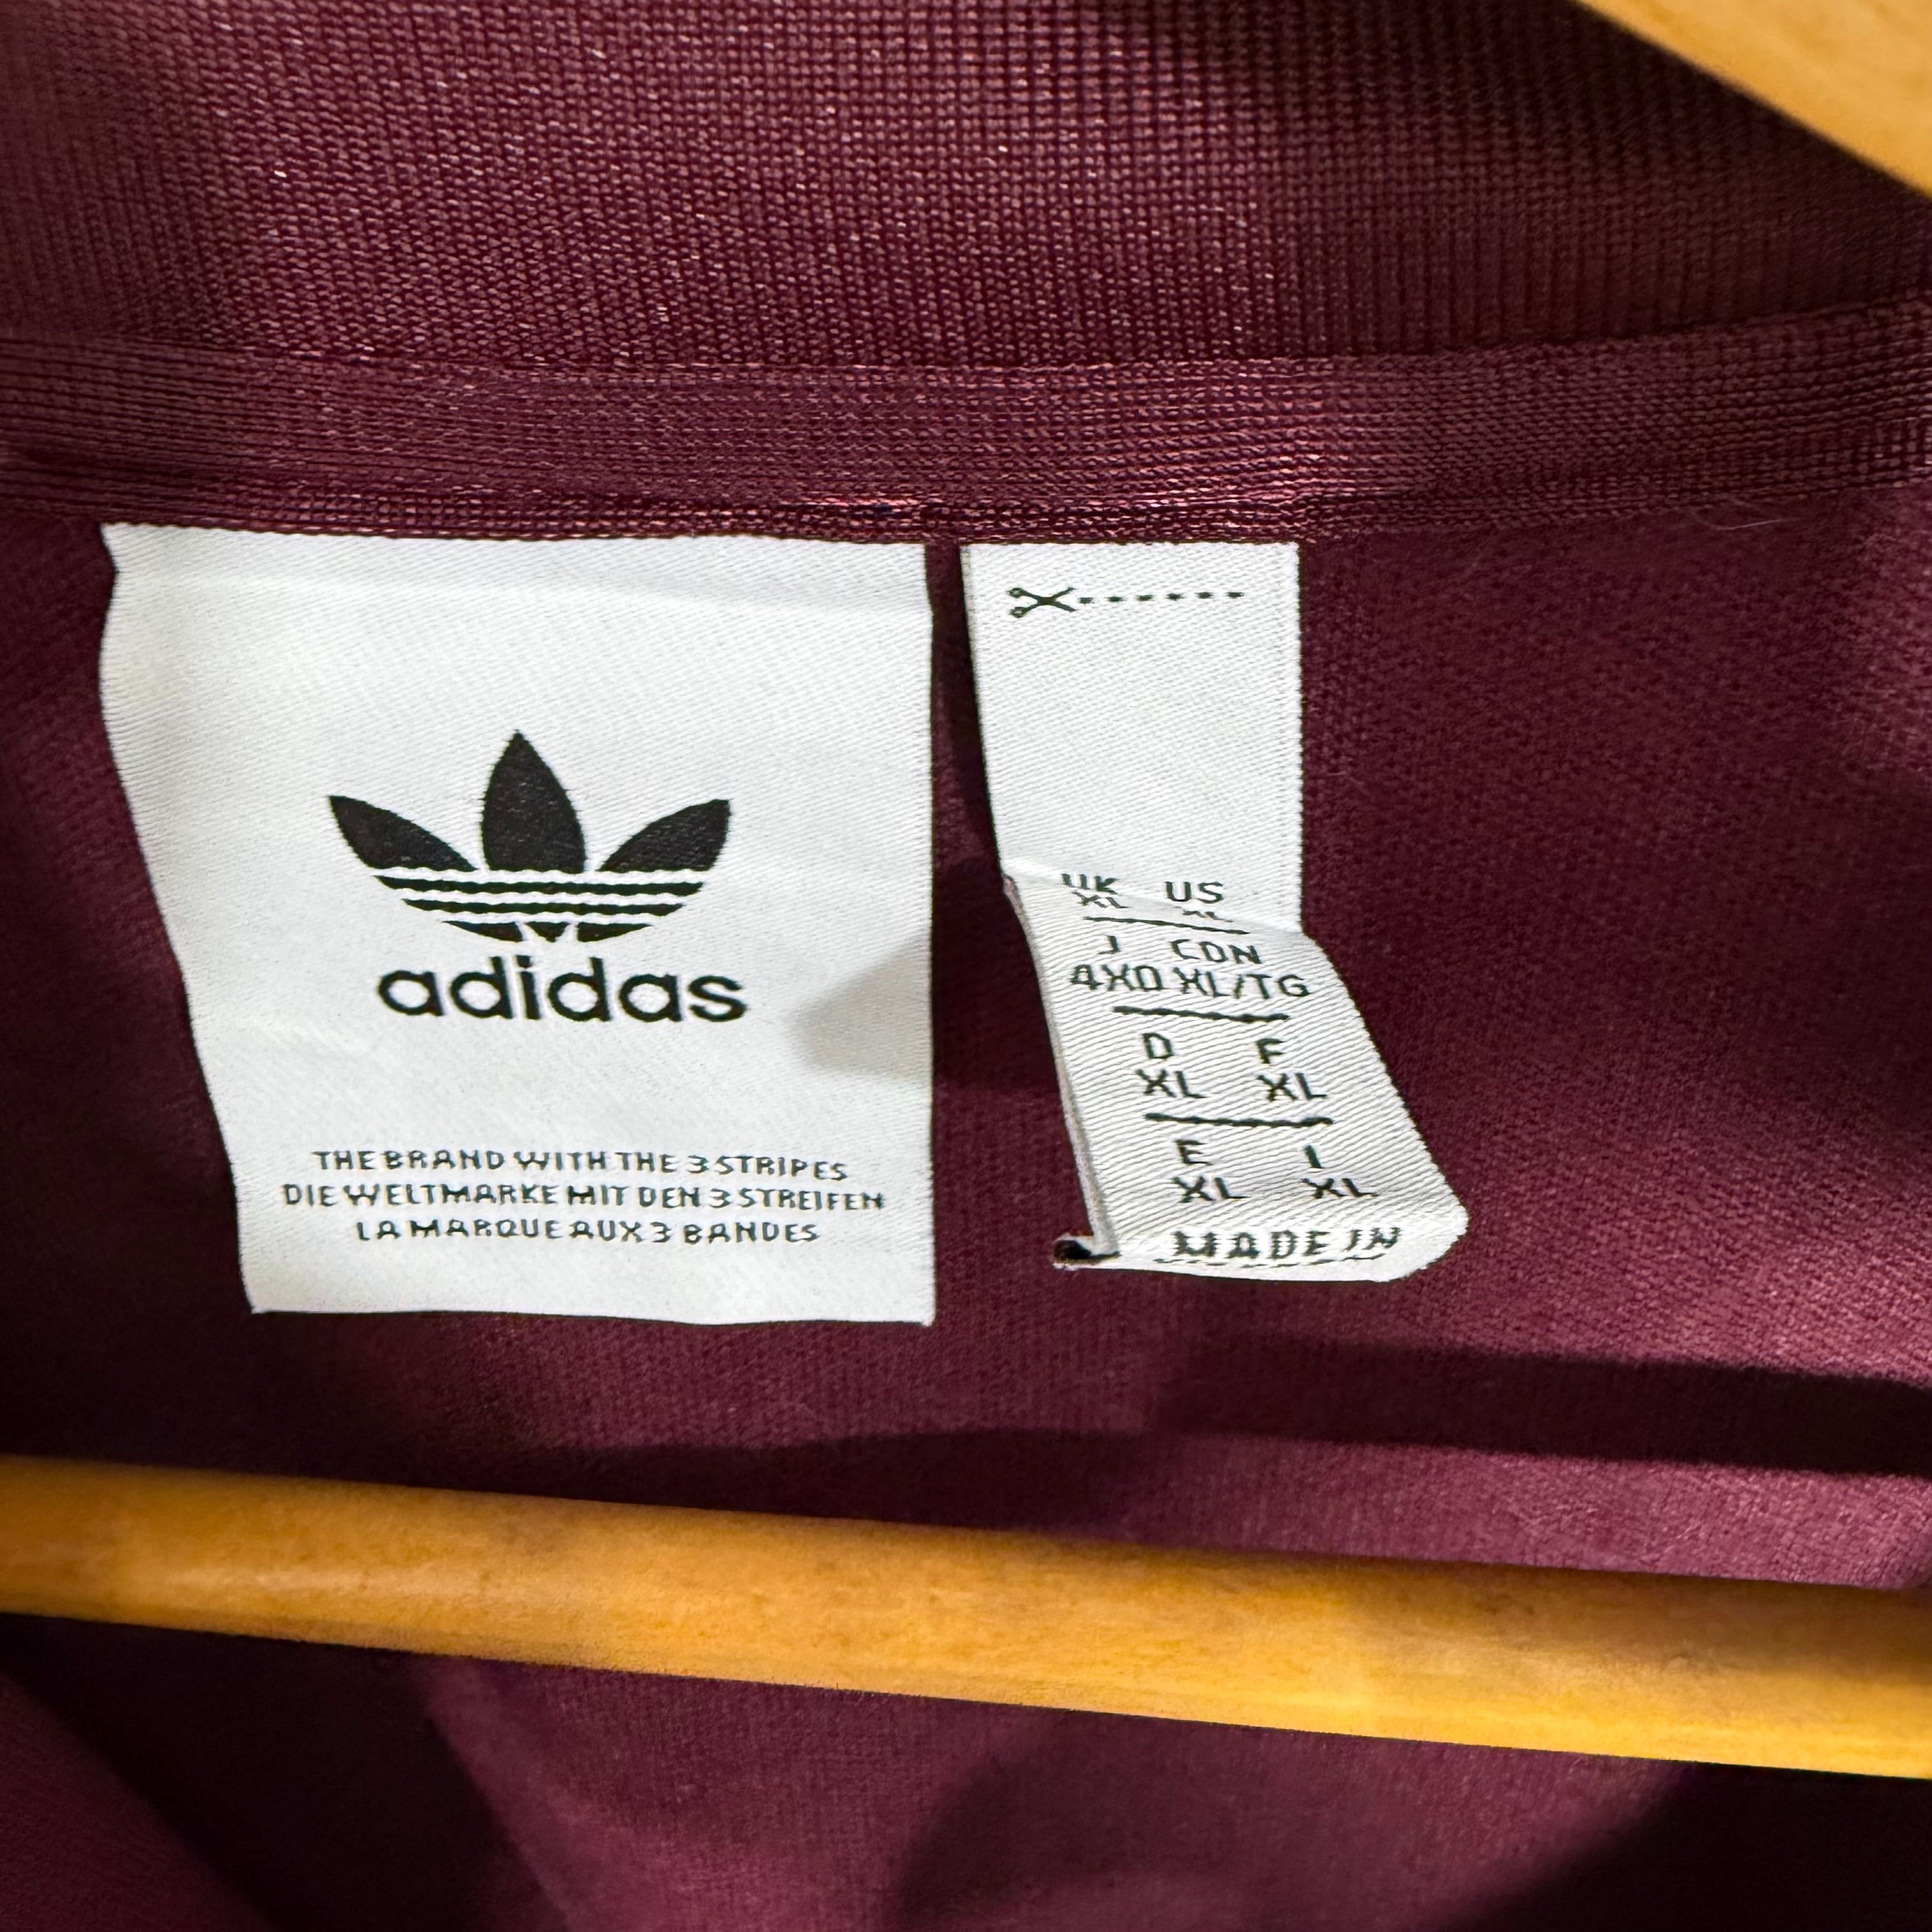 adidas
THE BRAND WITH THE 3 STRIPES
DIE WELTMARKE MIT DEN 3 STREIFEN
LA MARQUE AUX 3 BANDES
UK US
XL XL
J CDN
4XO XL/TG
D F
XL XL
E I
XL XL
MADE IN